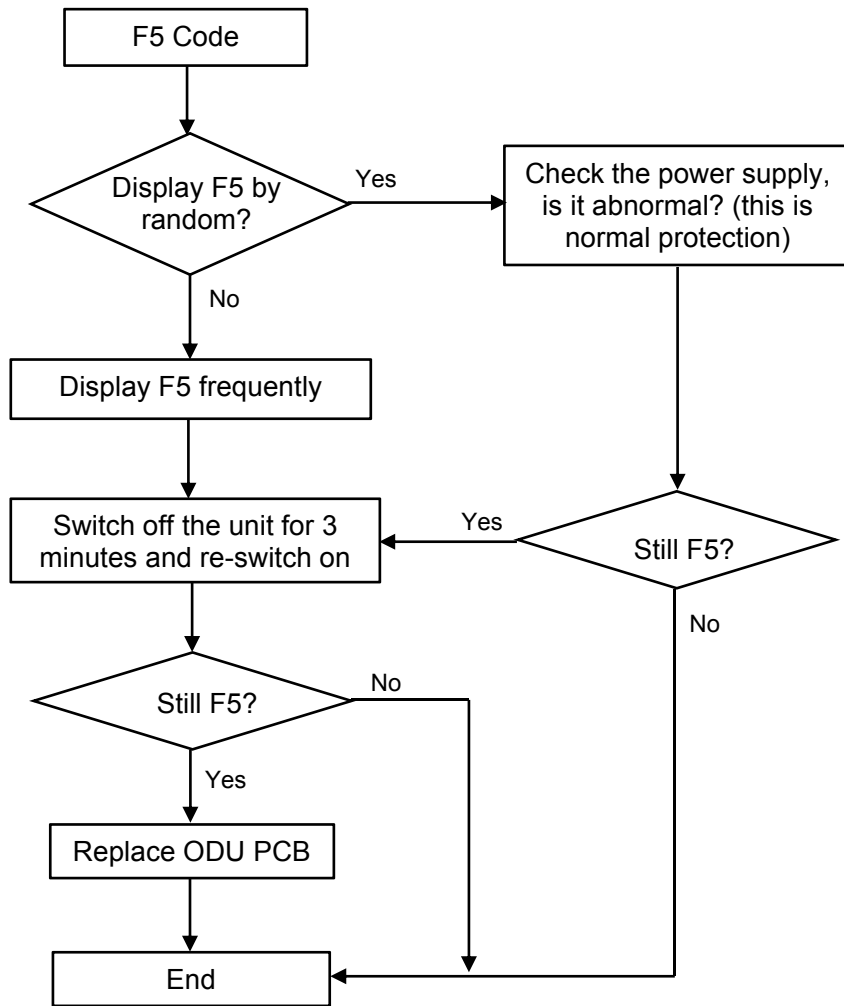 F5 Code
Display F5 by
random?
Yes
Check the power supply,
is it abnormal? (this is
normal protection)
No
Display F5 frequently
Switch off the unit for 3
minutes and re-switch on
Yes
Still F5?
No
Still F5?
No
Yes
Replace ODU PCB
End